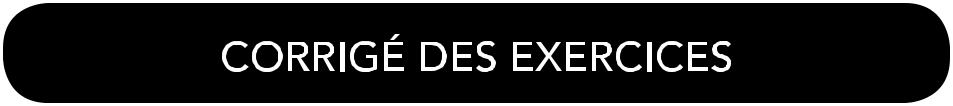 CORRIGÉ DES EXERCICES